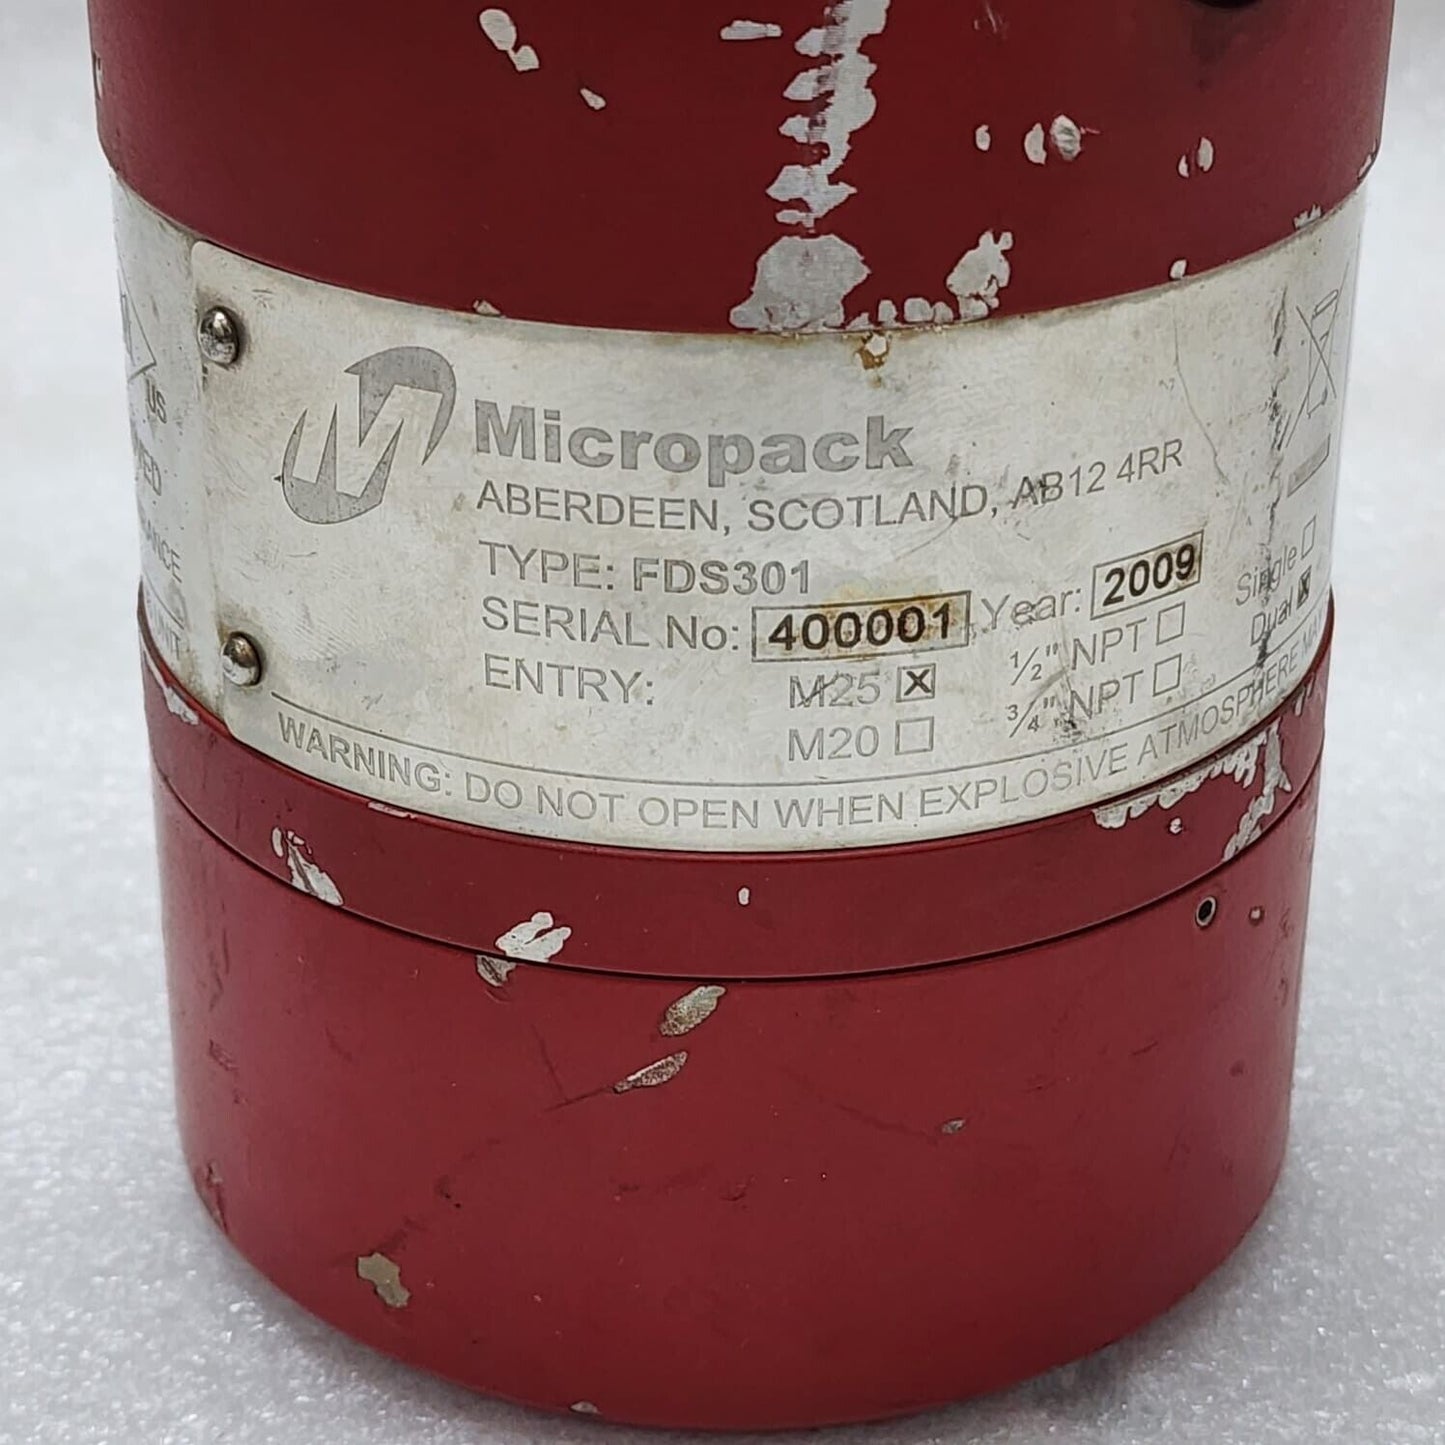 US
Micropack
ABERDEEN, SCOTLAND, AB12 4RR
TYPE: FDS301
SERIAL No: 400001 Year: 2009
Single
Dual
ENTRY: M25 1/2" NPT
M20 3/4" NPT
WARNING: DO NOT OPEN WHEN EXPLOSIVE ATMOSPHERE